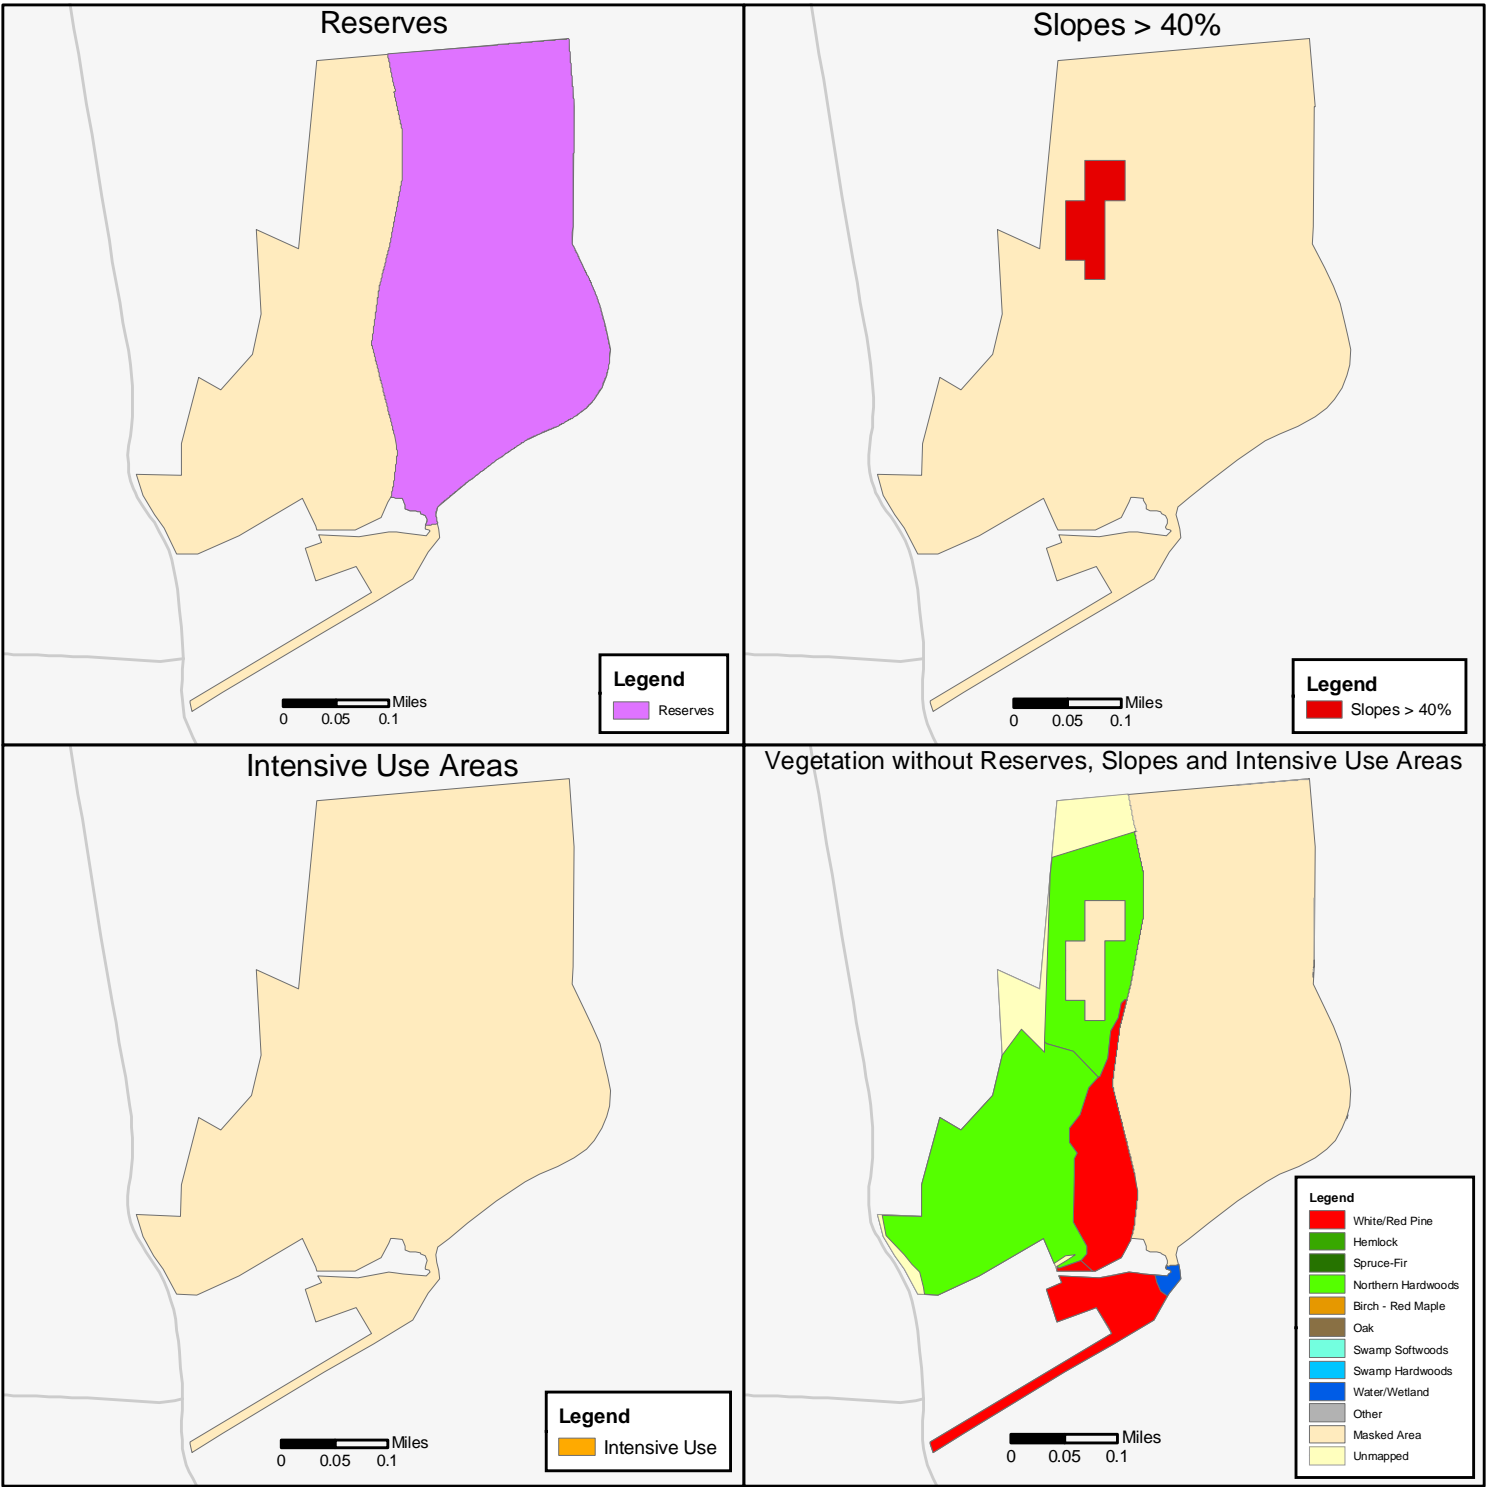 Reserves
Legend
Reserves
Miles
0 0.05 0.1
Slopes > 40%
Legend
Slopes > 40%
Miles
0 0.05 0.1
Intensive Use Areas
Legend
Intensive Use
Miles
0 0.05 0.1
Vegetation without Reserves, Slopes and Intensive Use Areas
Legend
White/Red Pine
Hemlock
Spruce-Fir
Northern Hardwoods
Birch - Red Maple
Oak
Swamp Softwoods
Swamp Hardwoods
Water/Wetland
Other
Masked Area
Unmapped
Miles
0 0.05 0.1